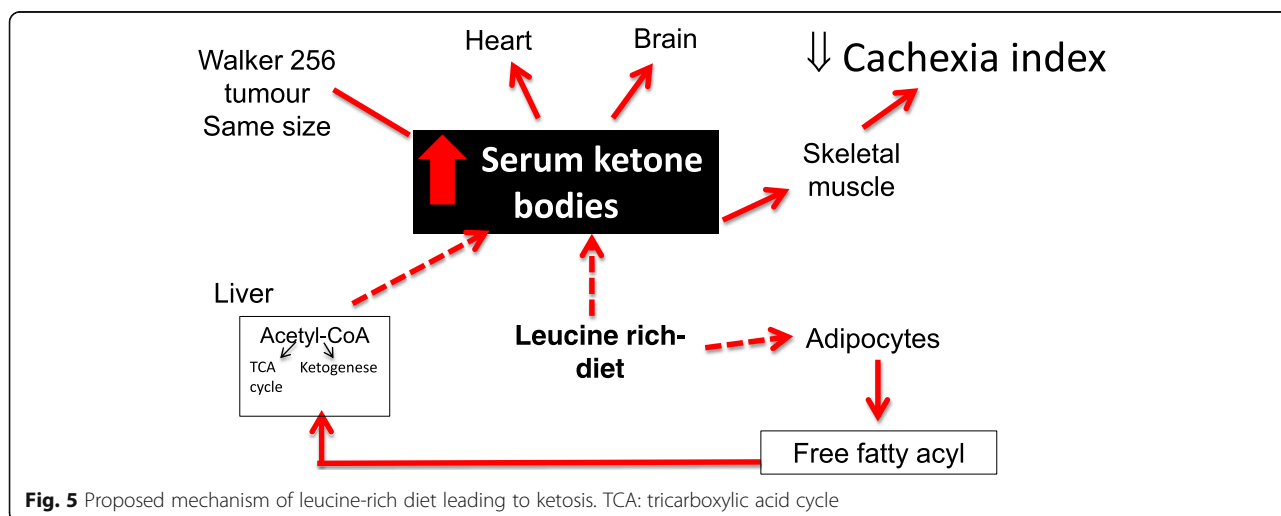 Heart
Brain
⇓ Cachexia index
Walker 256
tumour
Same size
Serum ketone
bodies
Skeletal
muscle
Liver
Acetyl-CoA
TCA
cycle
Ketogenese
Leucine rich-
diet
Adipocytes
Free fatty acyl
Fig. 5 Proposed mechanism of leucine-rich diet leading to ketosis. TCA: tricarboxylic acid cycle